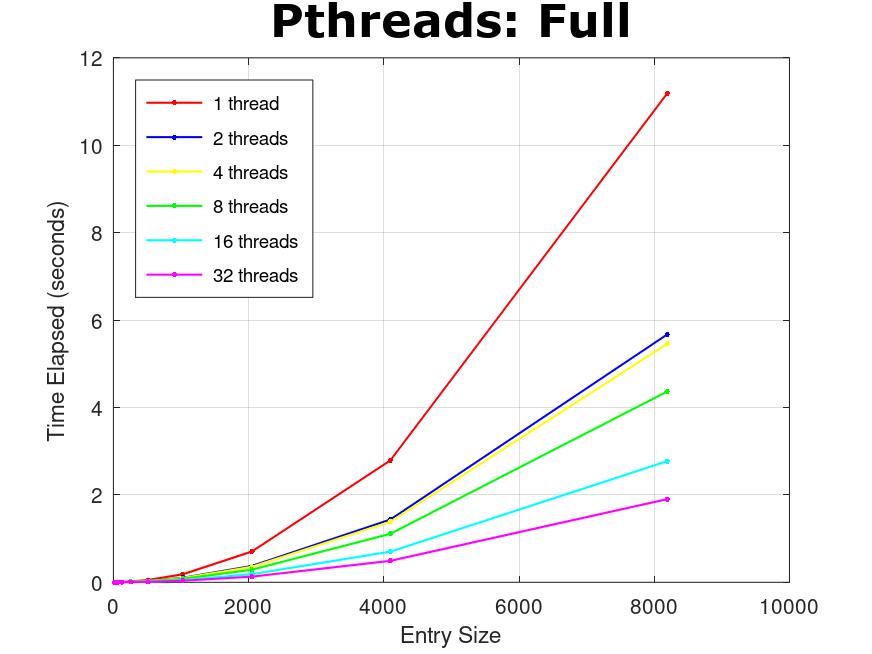 Pthreads: Full
12
10
8
6
4
2
0
1 thread
2 threads
4 threads
8 threads
16 threads
32 threads
Time Elapsed (seconds)
0 2000 4000 6000 8000 10000
Entry Size